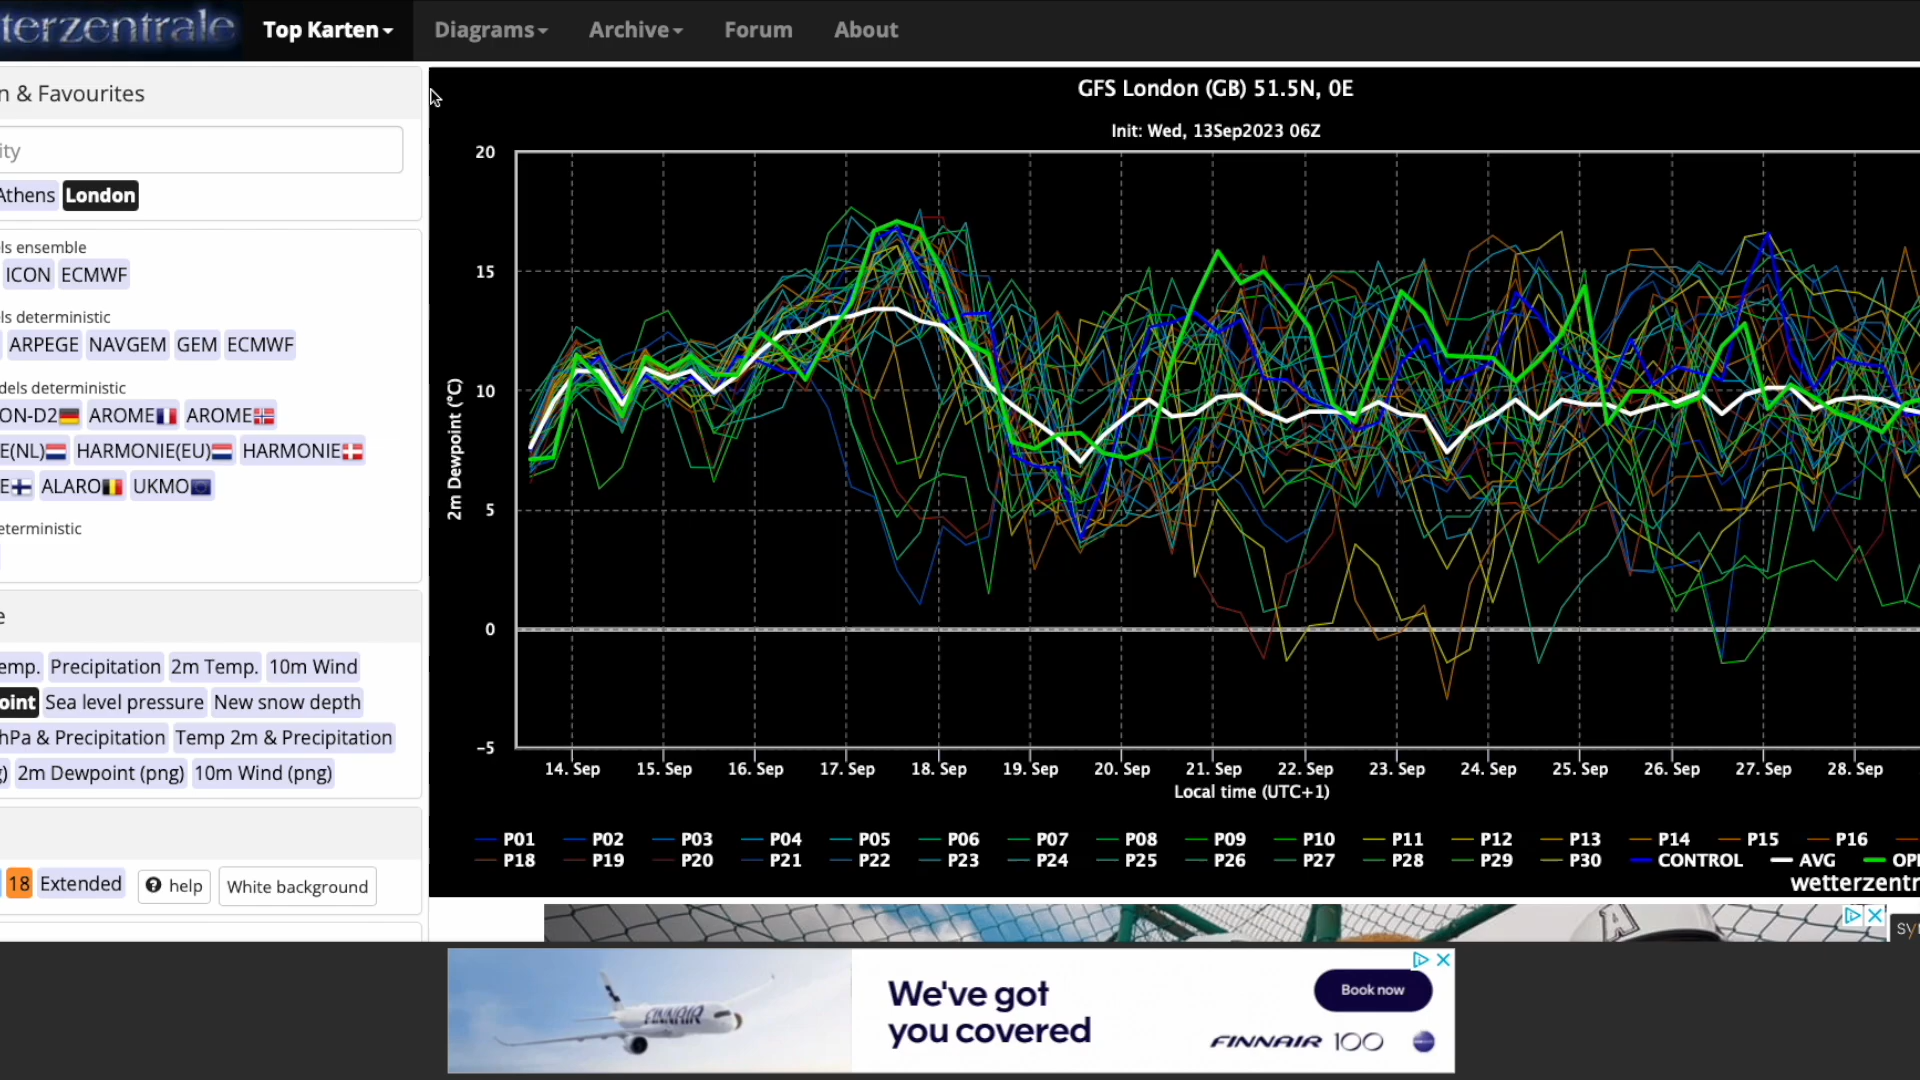 terzentrale
Top Karten
Diagrams
Archive
Forum
About
n & Favourites
ity
Athens London
ls ensemble
ICON ECMWF
ls deterministic
ARPEGE NAVGEM GEM ECMWF
dels deterministic
ON-D2 AROME AROME
E(NL) HARMONIE(EU) HARMONIE
E ALARO UKMO
eterministic
e
emp. Precipitation 2m Temp. 10m Wind
oint Sea level pressure New snow depth
hPa & Precipitation Temp 2m & Precipitation
g) 2m Dewpoint (png) 10m Wind (png)
18 Extended help White background
GFS London (GB) 51.5N, 0E
Init: Wed, 13Sep2023 06Z
20
15
10
5
0
-5
2m Dewpoint (°C)
14. Sep 15. Sep 16. Sep 17. Sep 18. Sep 19. Sep 20. Sep 21. Sep 22. Sep 23. Sep 24. Sep 25. Sep 26. Sep 27. Sep 28. Sep
Local time (UTC+1)
P01 P02 P03 P04 P05 P06 P07 P08 P09 P10 P11 P12 P13 P14 P15 P16
P18 P19 P20 P21 P22 P23 P24 P25 P26 P27 P28 P29 P30 CONTROL AVG OPE
wetterzentr
A
syn
FINNAIR
We've got
you covered
Book now
FINNAIR 100